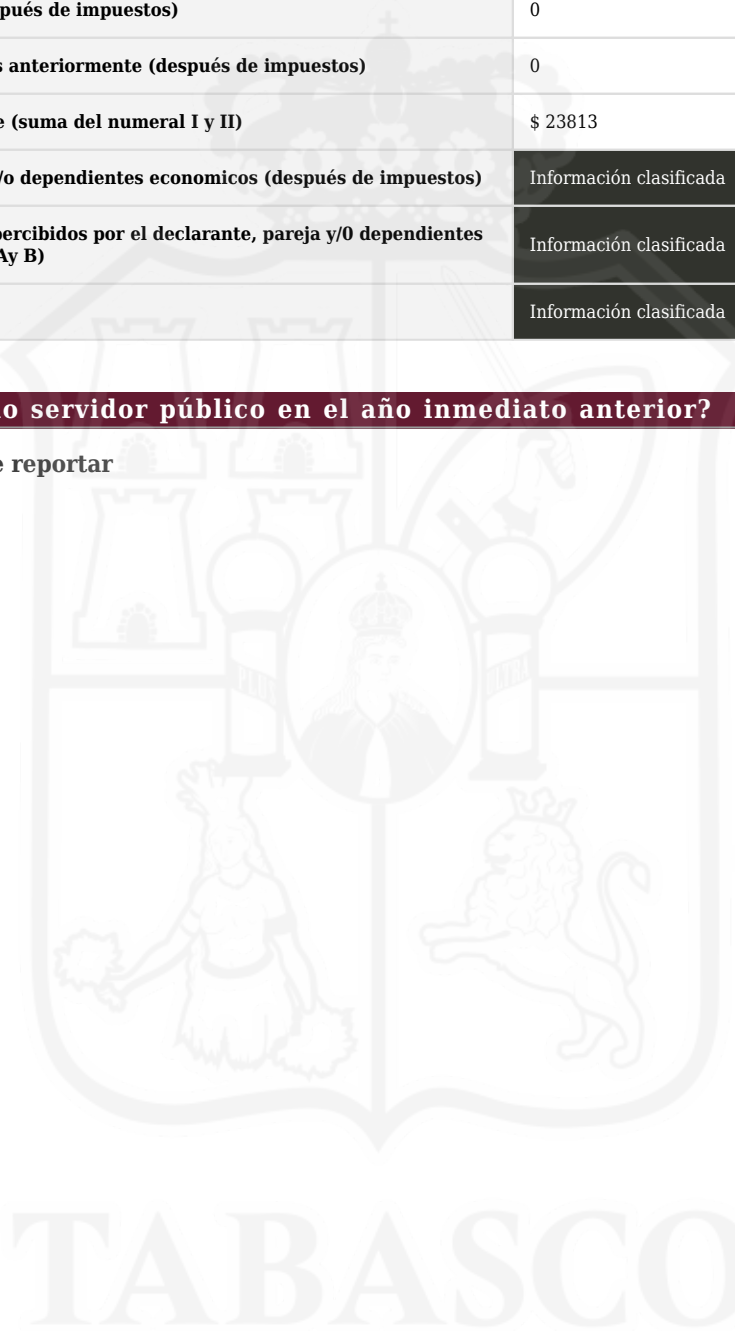 pués de impuestos) 0
s anteriormente (después de impuestos) 0
e (suma del numeral I y II) $ 23813
/o dependientes economicos (después de impuestos) Información clasificada
percibidos por el declarante, pareja y/0 dependientes
Ay B) Información clasificada
Información clasificada
o servidor público en el año inmediato anterior?
e reportar
PLUS ULTRA
TABASCO